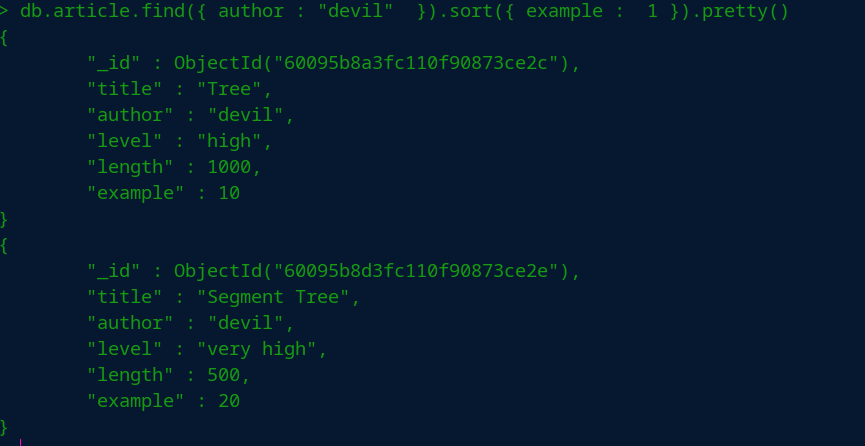 > db.article.find({ author : "devil"  }).sort({ example :  1 }).pretty()
{
        "_id" : ObjectId("60095b8a3fc110f90873ce2c"),
        "title" : "Tree",
        "author" : "devil",
        "level" : "high",
        "length" : 1000,
        "example" : 10
}
{
        "_id" : ObjectId("60095b8d3fc110f90873ce2e"),
        "title" : "Segment Tree",
        "author" : "devil",
        "level" : "very high",
        "length" : 500,
        "example" : 20
}